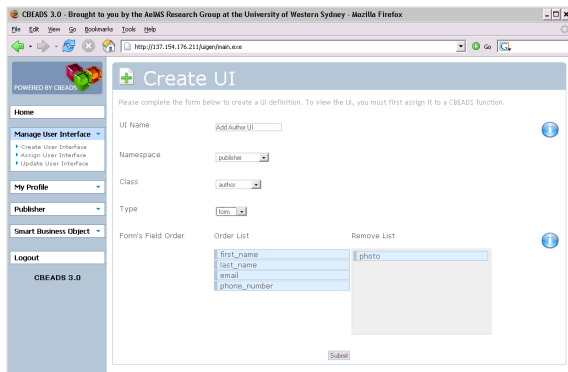 CBEADS 3.0 - Brought to you by the AeIMS Research Group at the University of Western Sydney - Mozilla Firefox
File Edit View Go Bookmarks Tools Help
http://137.154.176.211/uigen/main.exe
Go
POWERED BY CBEADS
Home
Manage User Interface
Create User Interface
Assign User Interface
Update User Interface
My Profile
Publisher
Smart Business Object
Logout
CBEADS 3.0
Create UI
Please complete the form below to create a UI definition. To view the UI, you must first assign it to a CBEADS function.
UI Name Add Author UI
Namespace publisher
Class author
Type form
Form's Field Order Order List Remove List
first_name photo
last_name
email
phone_number
Submit